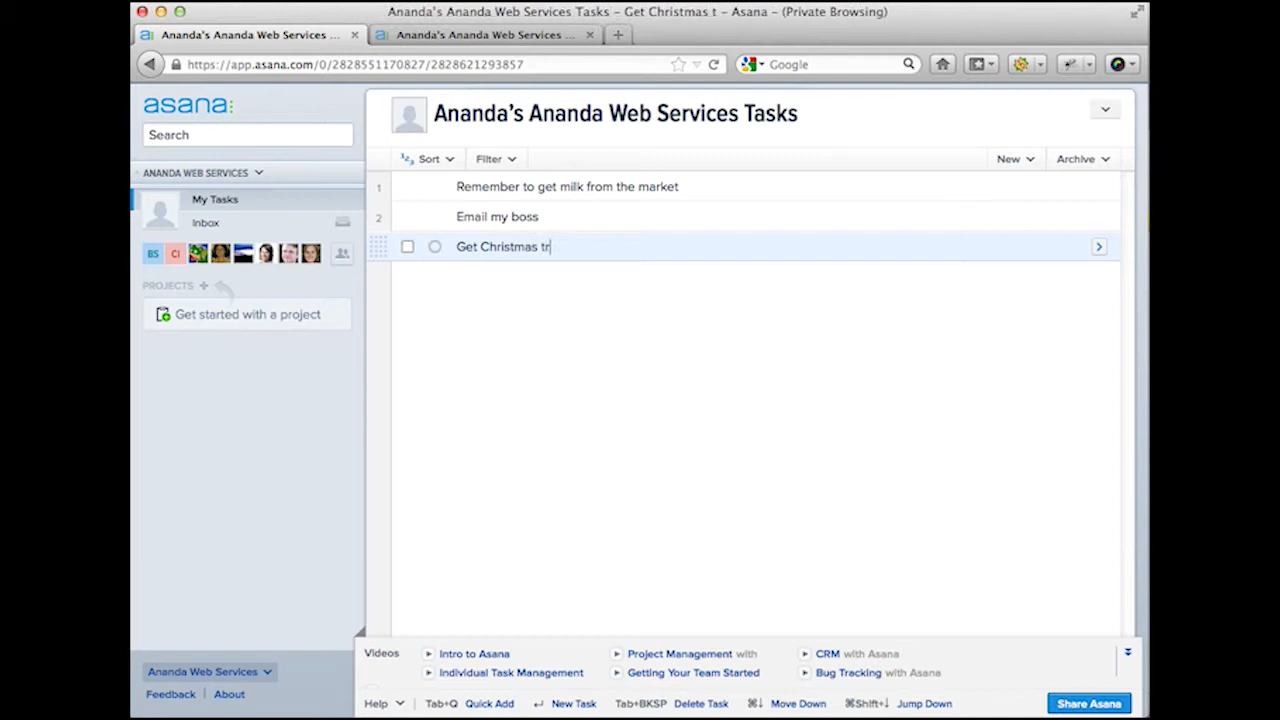 Ananda's Ananda Web Services Tasks – Get Christmas t – Asana – (Private Browsing)
Ananda's Ananda Web Services ...
Ananda's Ananda Web Services ...
https://app.asana.com/0/2828551170827/2828621293857
Google
asana:
Search
ANANDA WEB SERVICES
My Tasks
Inbox
BS CI
PROJECTS +
Get started with a project
Ananda’s Ananda Web Services Tasks
Sort Filter New Archive
1 Remember to get milk from the market
2 Email my boss
Get Christmas tr
Videos Intro to Asana Project Management with CRM with Asana
Individual Task Management Getting Your Team Started Bug Tracking with Asana
Ananda Web Services
Feedback About
Help Tab+Q Quick Add ↵ New Task Tab+BKSP Delete Task ⌘↓ Move Down ⌘Shift+↓ Jump Down Share Asana